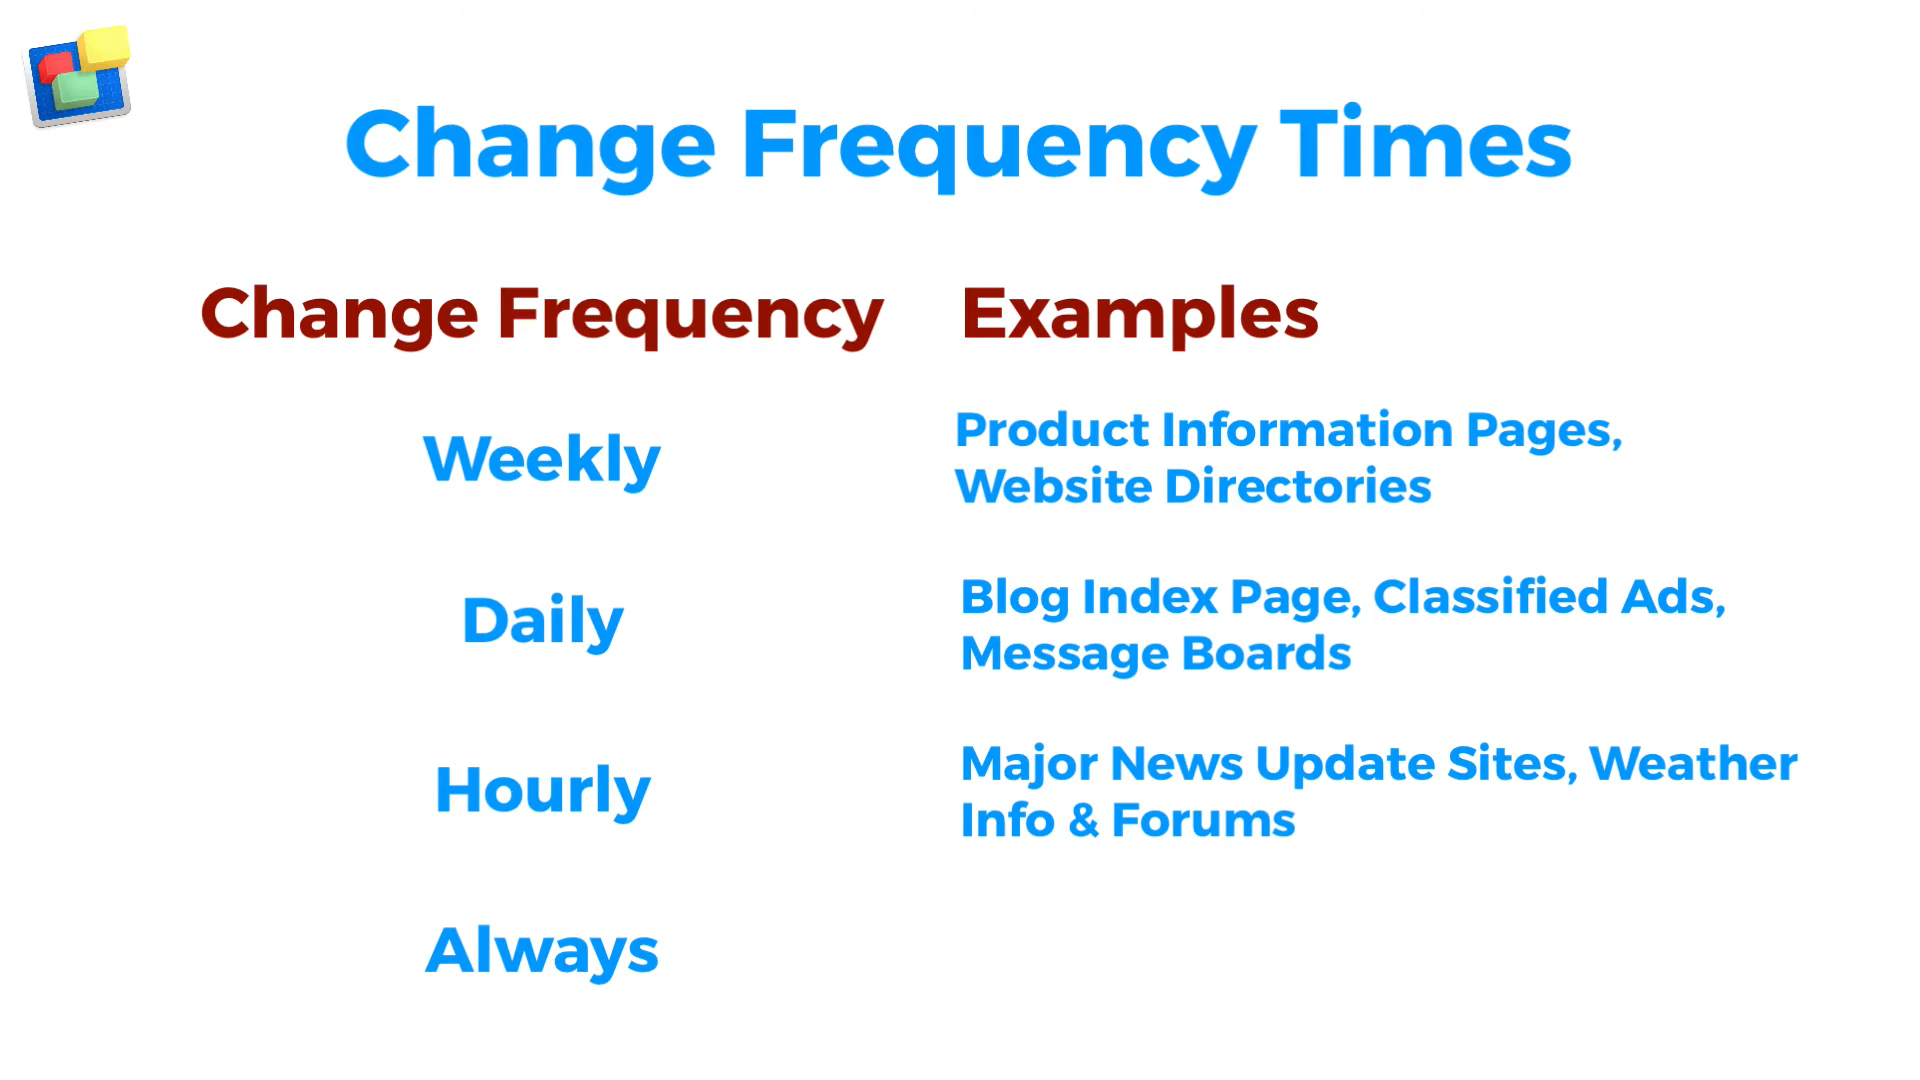 Change Frequency Times
Change Frequency
Examples
Weekly
Product Information Pages,
Website Directories
Daily
Blog Index Page, Classified Ads,
Message Boards
Hourly
Major News Update Sites, Weather
Info & Forums
Always